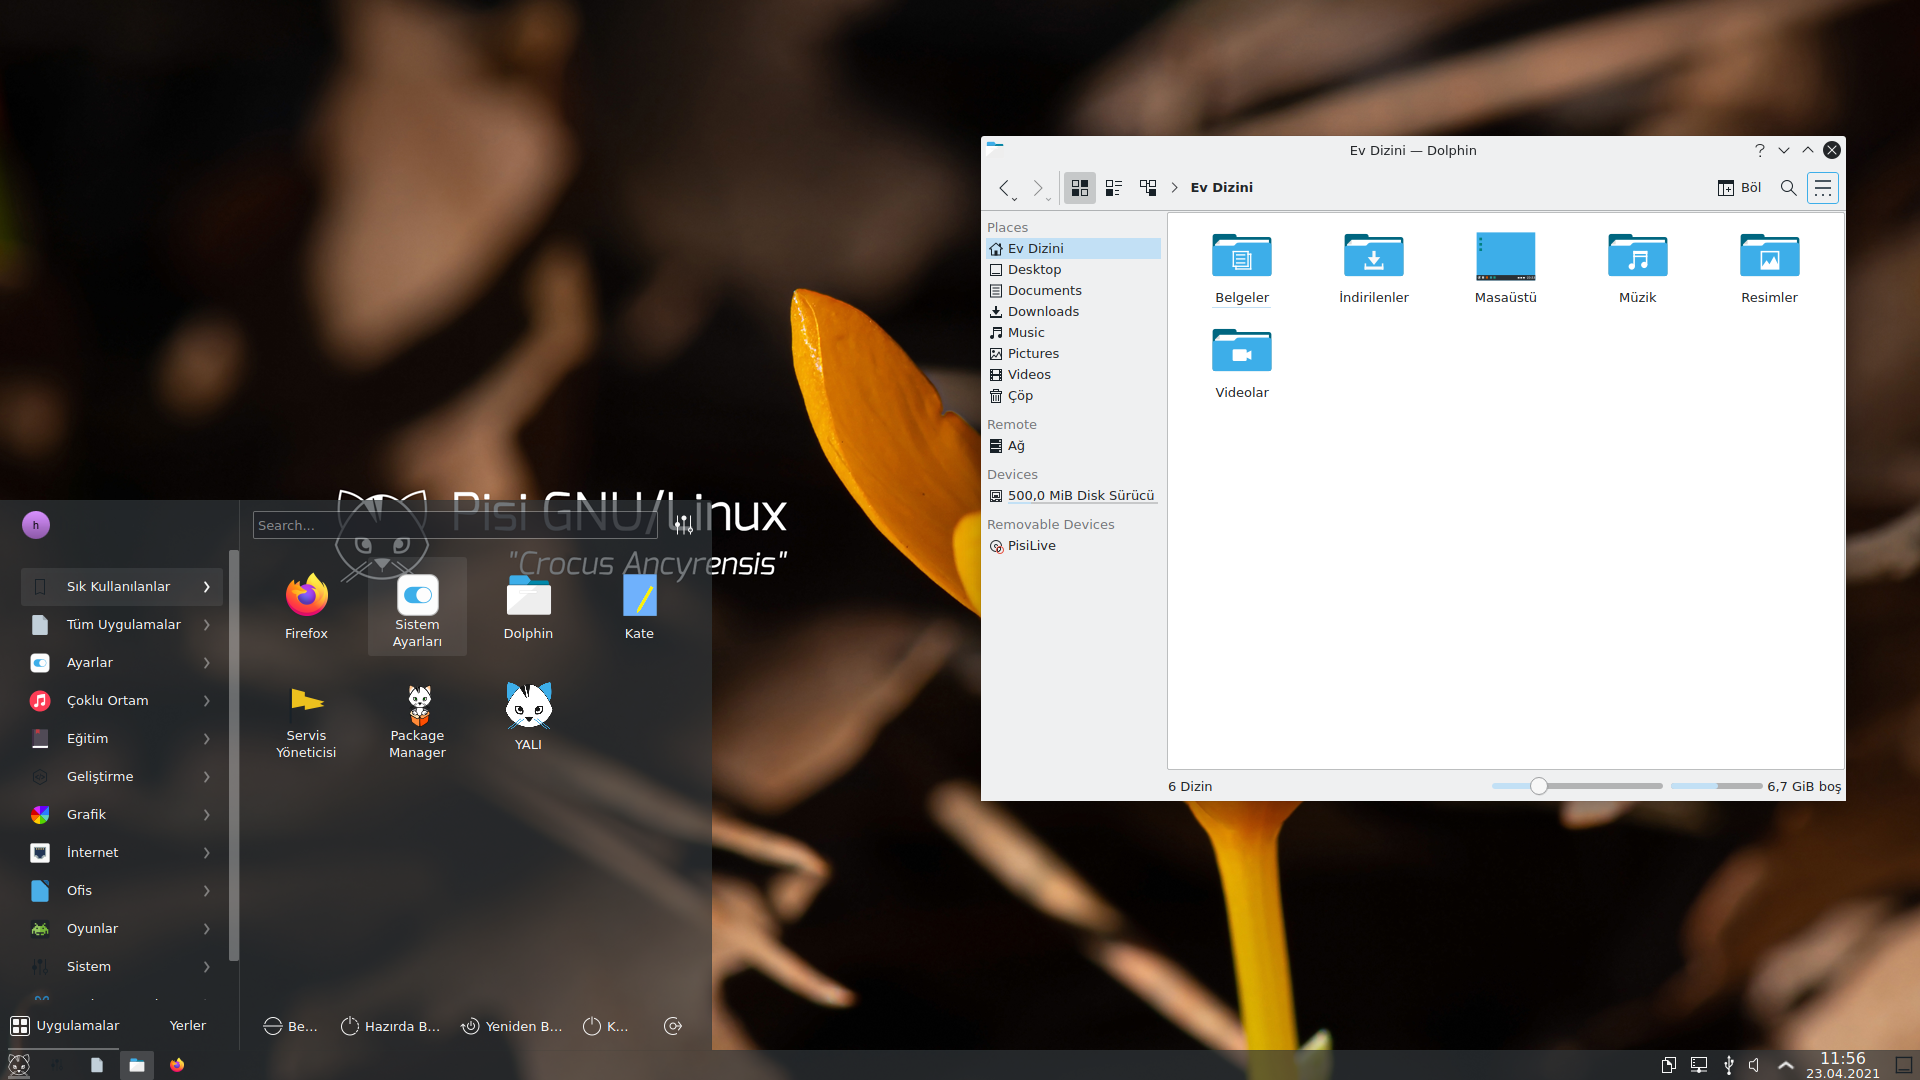 Ev Dizini — Dolphin
Ev Dizini
Böl
Places
Ev Dizini
Desktop
Documents
Downloads
Music
Pictures
Videos
Çöp
Remote
Ağ
Devices
500,0 MiB Disk Sürücü
Removable Devices
PisiLive
Belgeler
İndirilenler
Masaüstü
Müzik
Resimler
Videolar
6 Dizin
6,7 GiB boş
Pisi GNU/Linux
"Crocus Ancyrensis"
h
Search...
Sık Kullanılanlar
Tüm Uygulamalar
Ayarlar
Çoklu Ortam
Eğitim
Geliştirme
Grafik
İnternet
Ofis
Oyunlar
Sistem
Firefox
Sistem
Ayarları
Dolphin
Kate
Servis
Yöneticisi
Package
Manager
YALI
Uygulamalar
Yerler
Be...
Hazırda B...
Yeniden B...
K...
11:56
23.04.2021